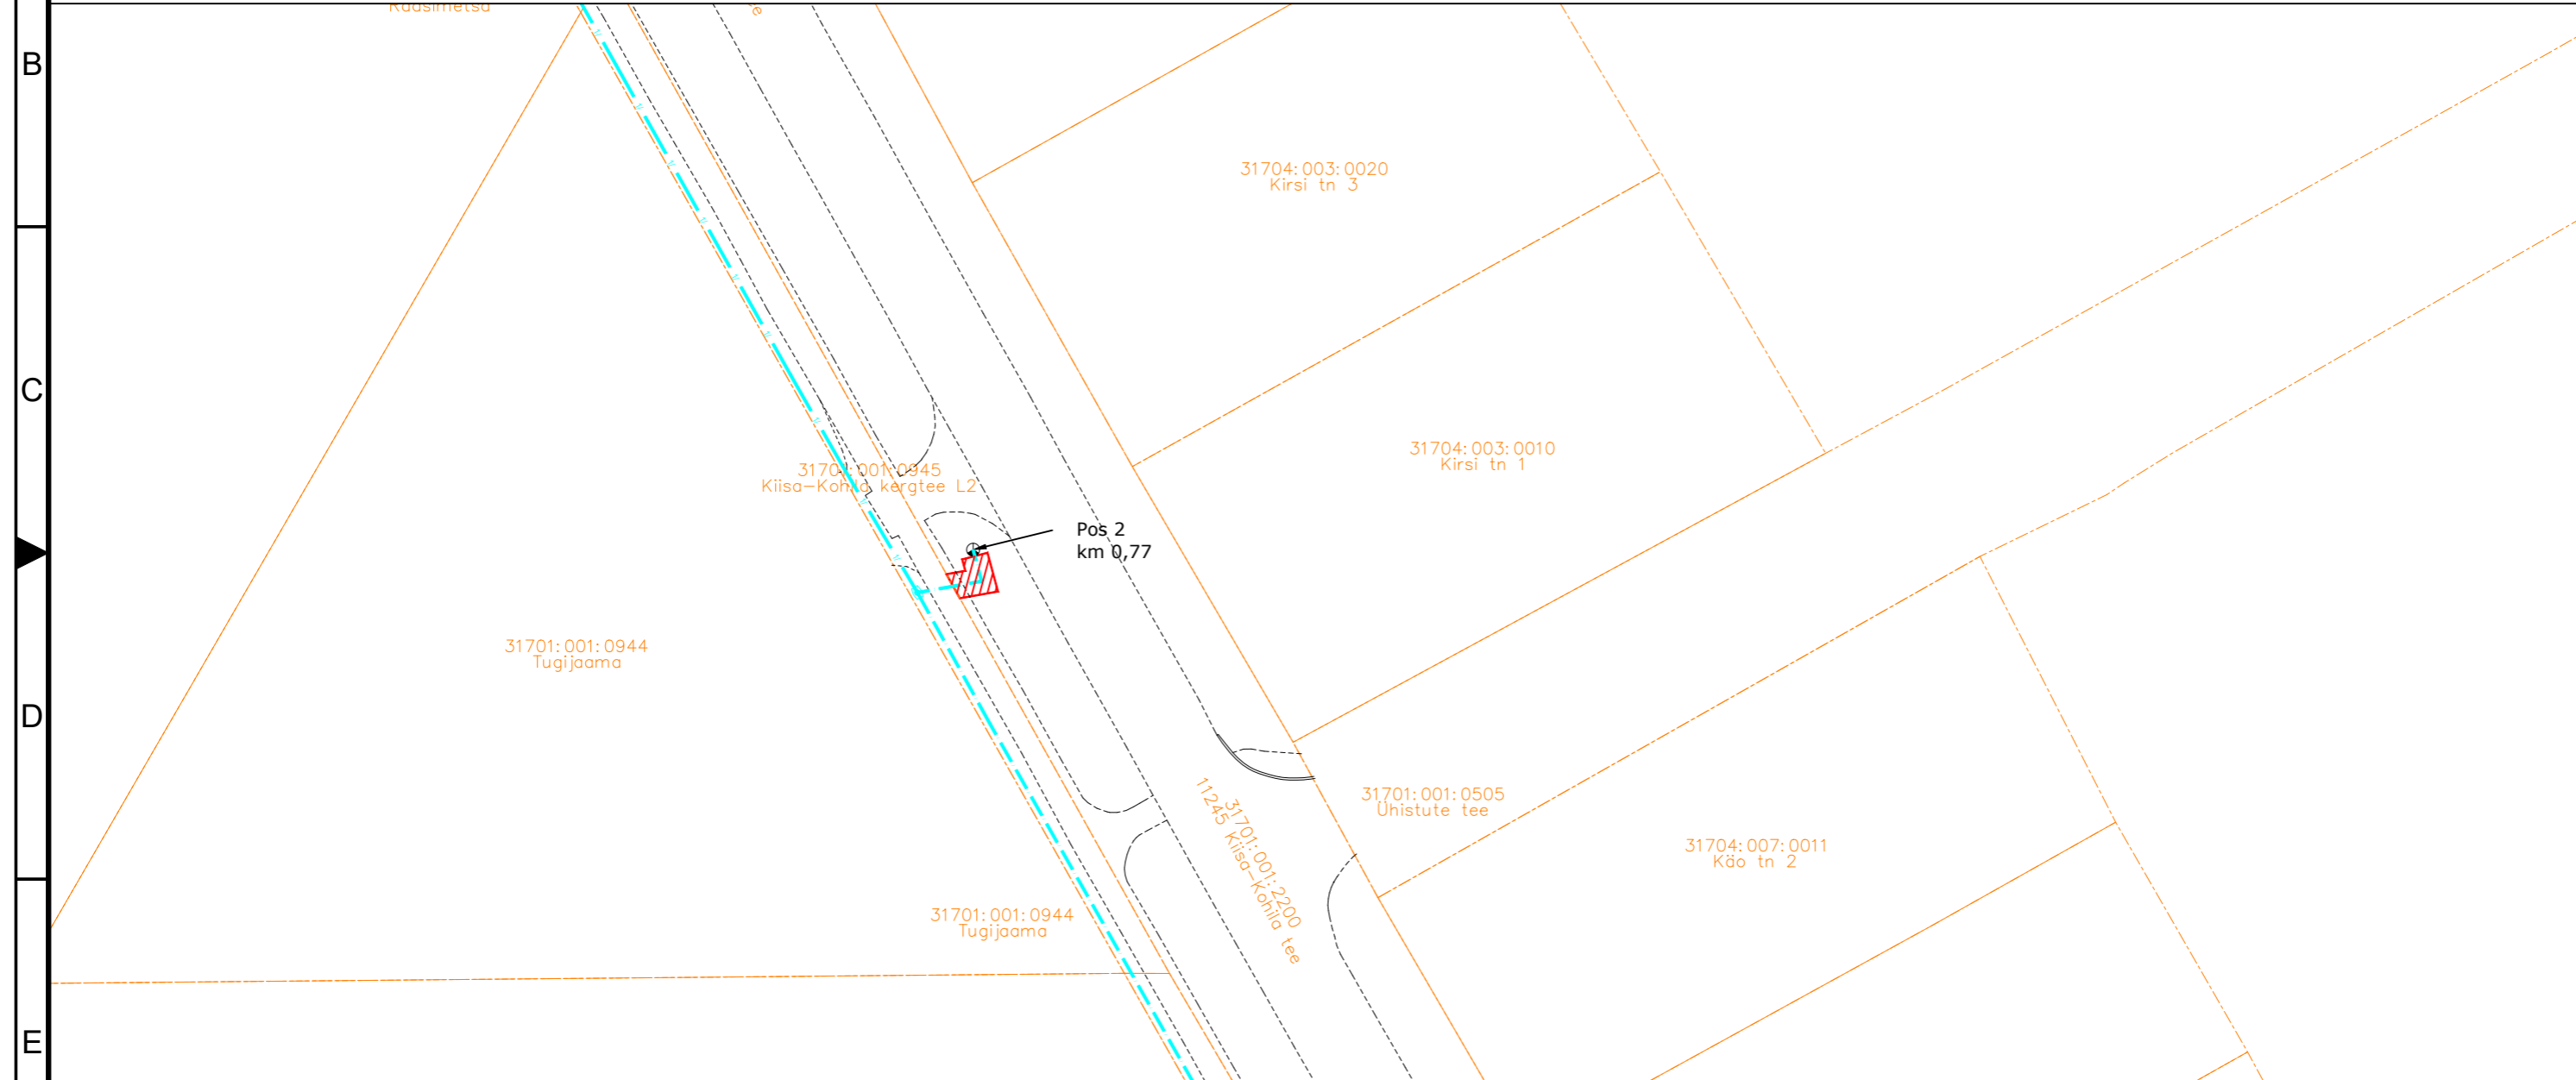 Raasimetsa
B
31704:003:0020
Kirsi tn 3
C
31704:003:0010
Kirsi tn 1
31701:001:0945
Kiisa-Kohila kergtee L2
Pos 2
km 0,77
31701:001:0944
Tugijaama
D
31701:001:0505
Ühistute tee
31701:001:2200
11245 Kiisa-Kohila tee
31704:007:0011
Käo tn 2
31701:001:0944
Tugijaama
E